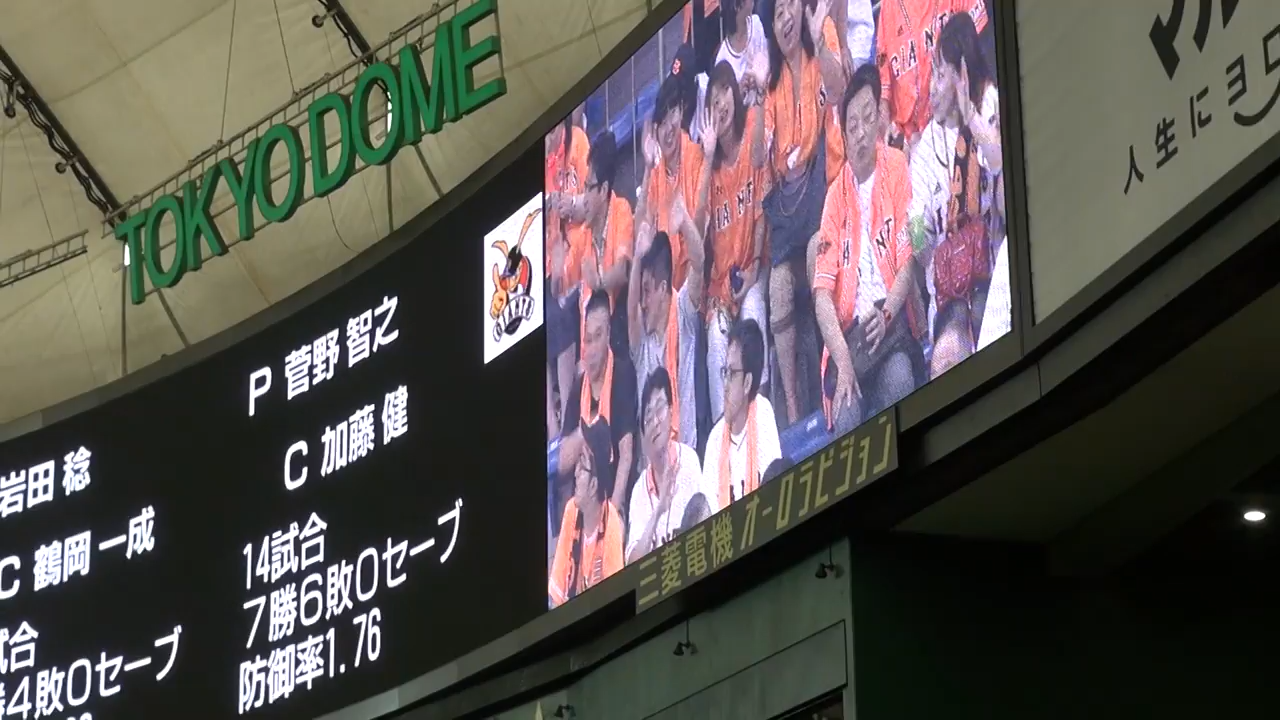 TOKYO DOME
人生に
P 菅野 智之
C 加藤 健
14試合
7勝6敗0セーブ
防御率1.76
岩田 稔
C 鶴岡 一成
試合
4敗0セーブ
GIANTS
三菱電機 オーロラビジョン